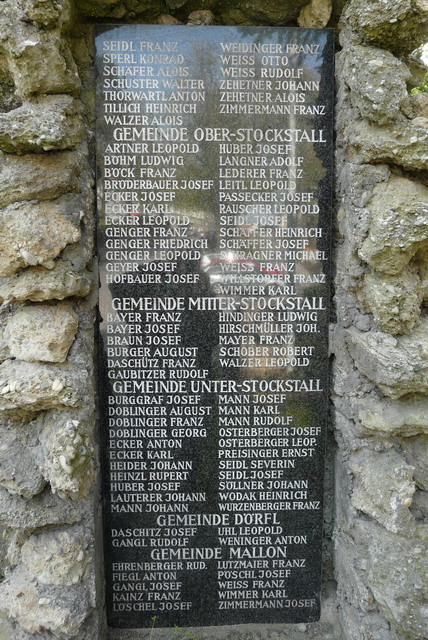 SEIDL FRANZ WEIDINGER FRANZ
SPERL KONRAD WEISS OTTO
SCHÄFER ALOIS WEISS RUDOLF
SCHUSTER WALTER ZEHETNER JOHANN
THORWARTL ANTON ZEHETNER ALOIS
TILLICH HEINRICH ZIMMERMANN FRANZ
WALZER ALOIS
GEMEINDE OBER-STOCKSTALL
ARTNER LEOPOLD HUBER JOSEF
BÖHM LUDWIG LANGNER ADOLF
BÖCK FRANZ LEDERER FRANZ
BRODERBAUER JOSEF LEITL LEOPOLD
ECKER JOSEF PASSECKER JOSEF
ECKER KARL RAUSCHER LEOPOLD
ECKER LEOPOLD SEIDL JOSEF
GENGER FRANZ SCHÄFFER HEINRICH
GENGER FRIEDRICH SCHÄFFER JOSEF
GENGER LEOPOLD MICHAEL
GEYER JOSEF WEISS FRANZ
HOFBAUER JOSEF FRANZ
WIMMER KARL
GEMEINDE MITTER-STOCKSTALL
BAYER FRANZ HINDINGER LUDWIG
BAYER JOSEF HIRSCHMÜLLER JOH.
BRAUN JOSEF MAYER FRANZ
BURGER AUGUST SCHOBER ROBERT
DASCHÜTZ FRANZ WALZER LEOPOLD
GAUBITZER RUDOLF
GEMEINDE UNTER-STOCKSTALL
BURGGRAF JOSEF MANN JOSEF
DOBLINGER AUGUST MANN KARL
DOBLINGER FRANZ MANN RUDOLF
DOBLINGER GEORG OSTERBERGER JOSEF
ECKER ANTON OSTERBERGER LEOP.
ECKER KARL PREISINGER ERNST
HEIDER JOHANN SEIDL SEVERIN
HEINZL RUPERT SEIDL JOSEF
HUBER JOSEF SÜLLNER JOHANN
LAUTERER JOHANN WODAK HEINRICH
MANN JOHANN WURZENBERGER FRANZ
GEMEINDE DÖRFL
DASCHITZ JOSEF UHL LEOPOLD
GANGL RUDOLF WENINGER ANTON
GEMEINDE MALLON
EHRENBERGER RUD. LUTZMAIER FRANZ
FIEGL ANTON PÖSCHL JOSEF
GANGL JOSEF WEISS FRANZ
KAINZ FRANZ WIMMER KARL
LÖSCHEL JOSEF ZIMMERMANN JOSEF